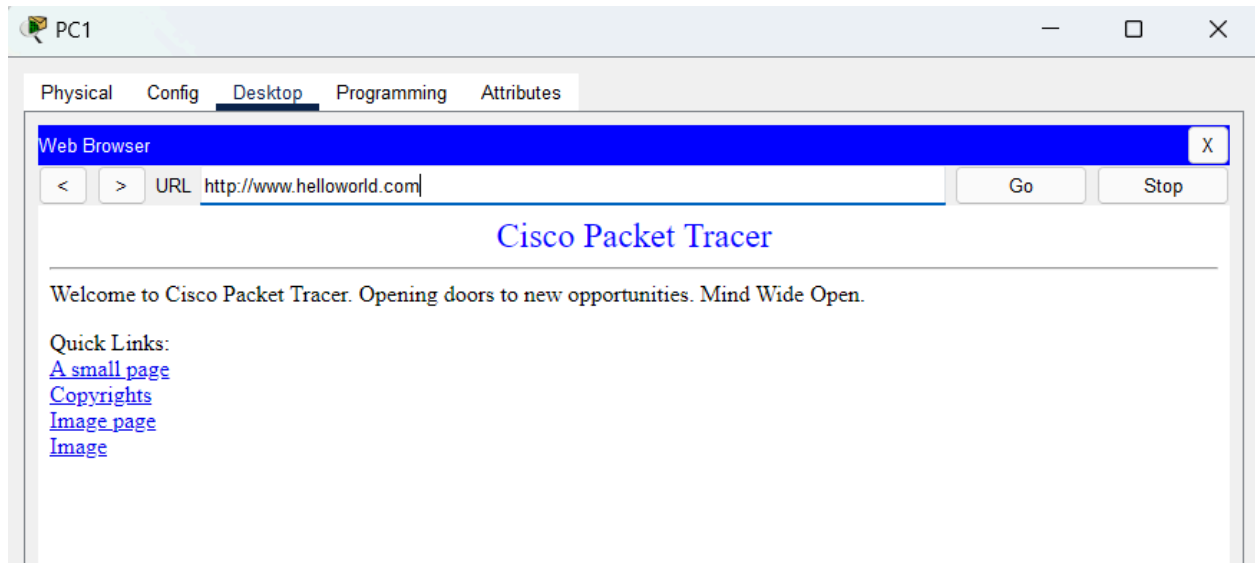 PC1
Physical Config Desktop Programming Attributes
Web Browser X
< > URL http://www.helloworld.com Go Stop
Cisco Packet Tracer
Welcome to Cisco Packet Tracer. Opening doors to new opportunities. Mind Wide Open.
Quick Links:
A small page
Copyrights
Image page
Image